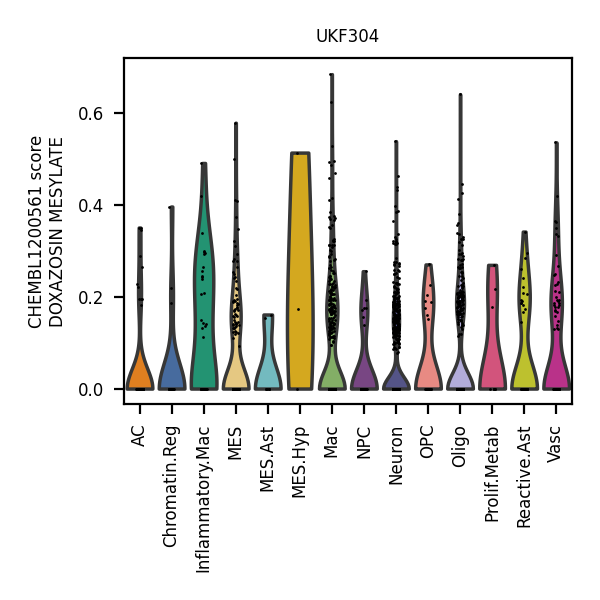 UKF304
CHEMBL1200561 score
DOXAZOSIN MESYLATE
0.6
0.4
0.2
0.0
AC
Chromatin.Reg
Inflammatory.Mac
MES
MES.Ast
MES.Hyp
Mac
NPC
Neuron
OPC
Oligo
Prolif.Metab
Reactive.Ast
Vasc